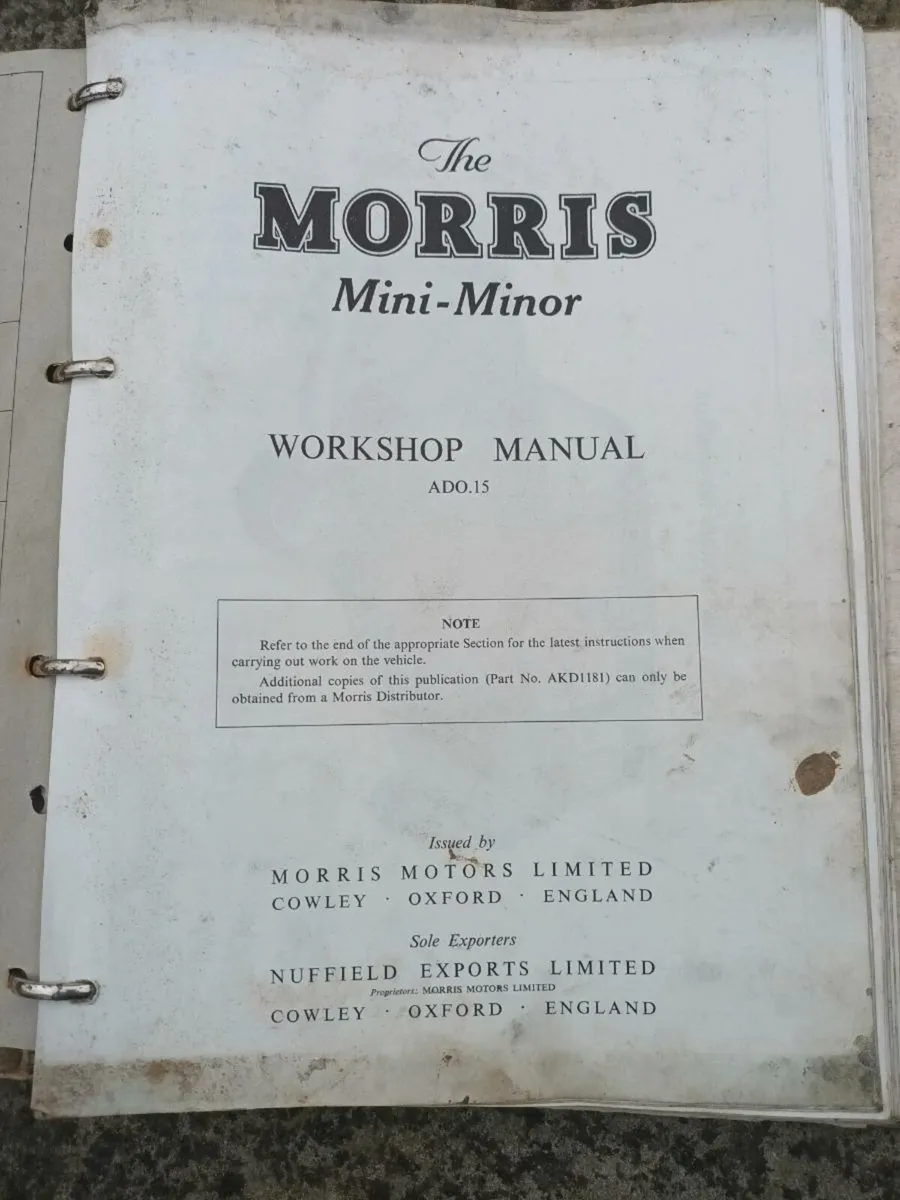 The
MORRIS
Mini-Minor
WORKSHOP MANUAL
ADO.15
NOTE
Refer to the end of the appropriate Section for the latest instructions when
carrying out work on the vehicle.
Additional copies of this publication (Part No. AKD1181) can only be
obtained from a Morris Distributor.
Issued by
MORRIS MOTORS LIMITED
COWLEY · OXFORD · ENGLAND
Sole Exporters
NUFFIELD EXPORTS LIMITED
Proprietors: MORRIS MOTORS LIMITED
COWLEY · OXFORD · ENGLAND